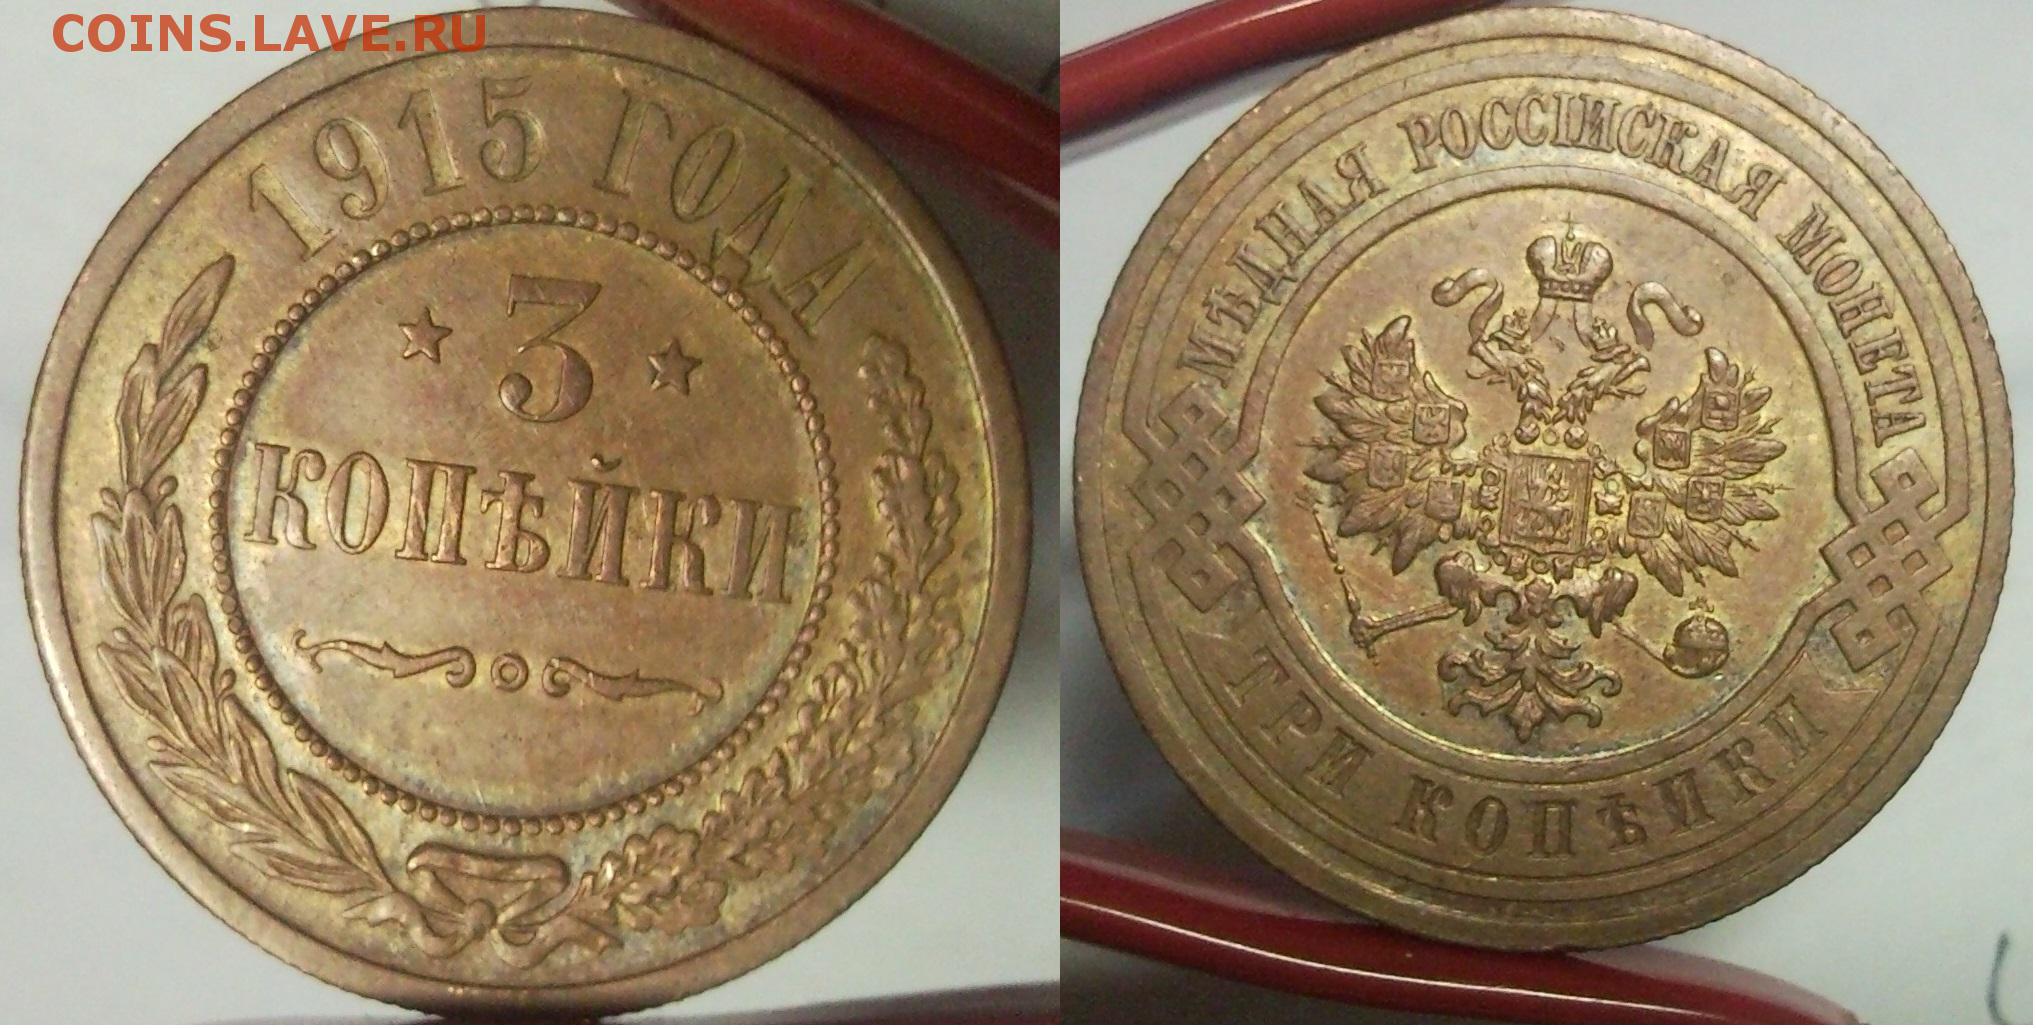 COINS.LAVE.RU
1915 ГОДА
3
КОПѢЙКИ
МѢДНАЯ РОССІЙСКАЯ МОНЕТА
ТРИ КОПѢЙКИ